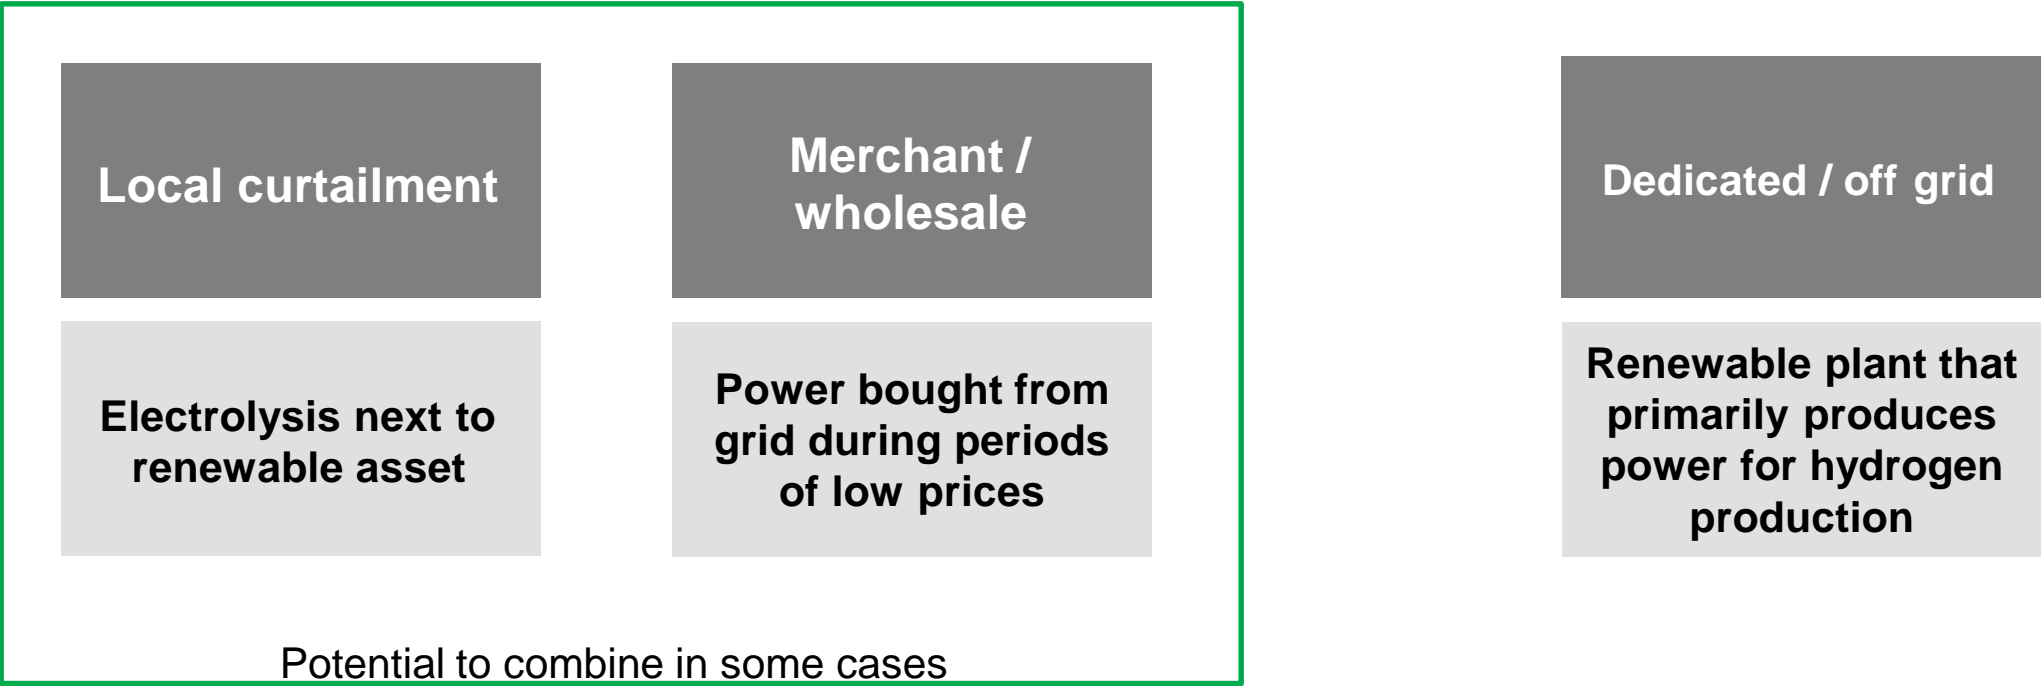 Local curtailment
Merchant /
wholesale
Dedicated / off grid
Electrolysis next to
renewable asset
Power bought from
grid during periods
of low prices
Renewable plant that
primarily produces
power for hydrogen
production
Potential to combine in some cases